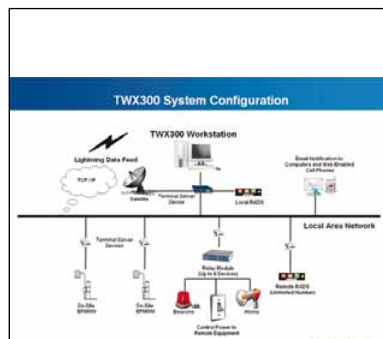 TWX300 System Configuration
TWX300 Workstation
Lightning Data Feed
TCP / IP
Satellite
Terminal Server
Device
Local RADS
Email Notification to
Computers and Web-Enabled
Cell Phones
Local Area Network
Terminal Server
Devices
On-Site
On-Site
Relay Module
(Up to 8 Devices)
Beacons
Horns
Control Power to
Remote Equipment
Remote RADS
(Unlimited Number)